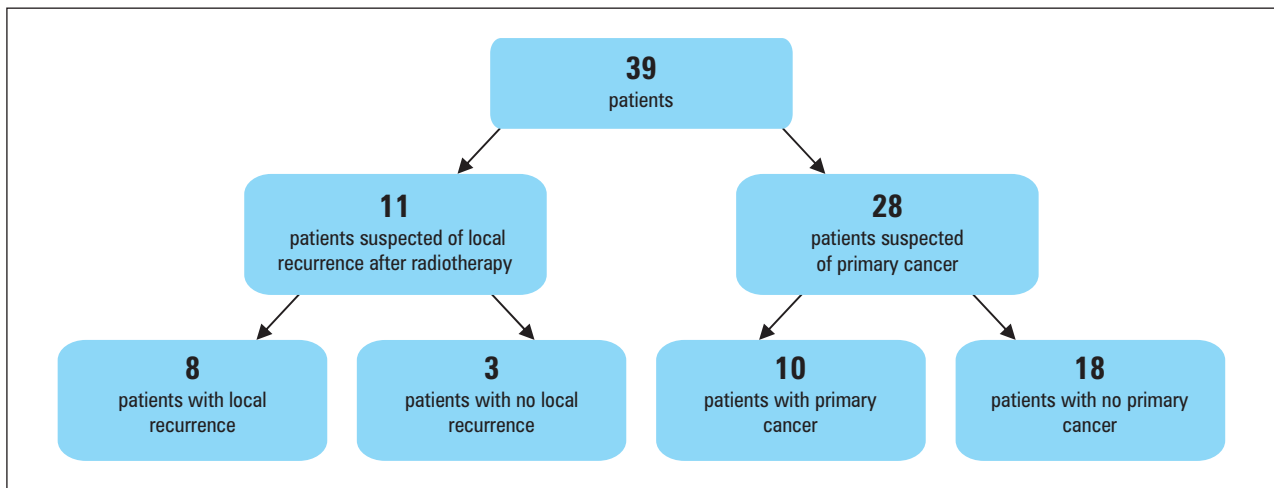 39
patients
11
patients suspected of local
recurrence after radiotherapy
28
patients suspected
of primary cancer
8
patients with local
recurrence
3
patients with no local
recurrence
10
patients with primary
cancer
18
patients with no primary
cancer